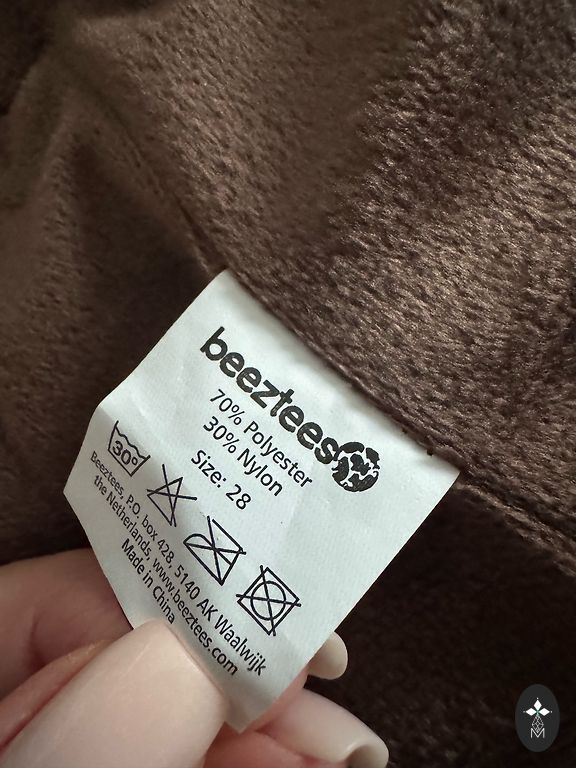 beeztees
70% Polyester
30% Nylon
size: 28
30°
Beeztees, P.O. box 428, 5140 AK Waalwijk
the Netherlands, www.beeztees.com
Made in China
M